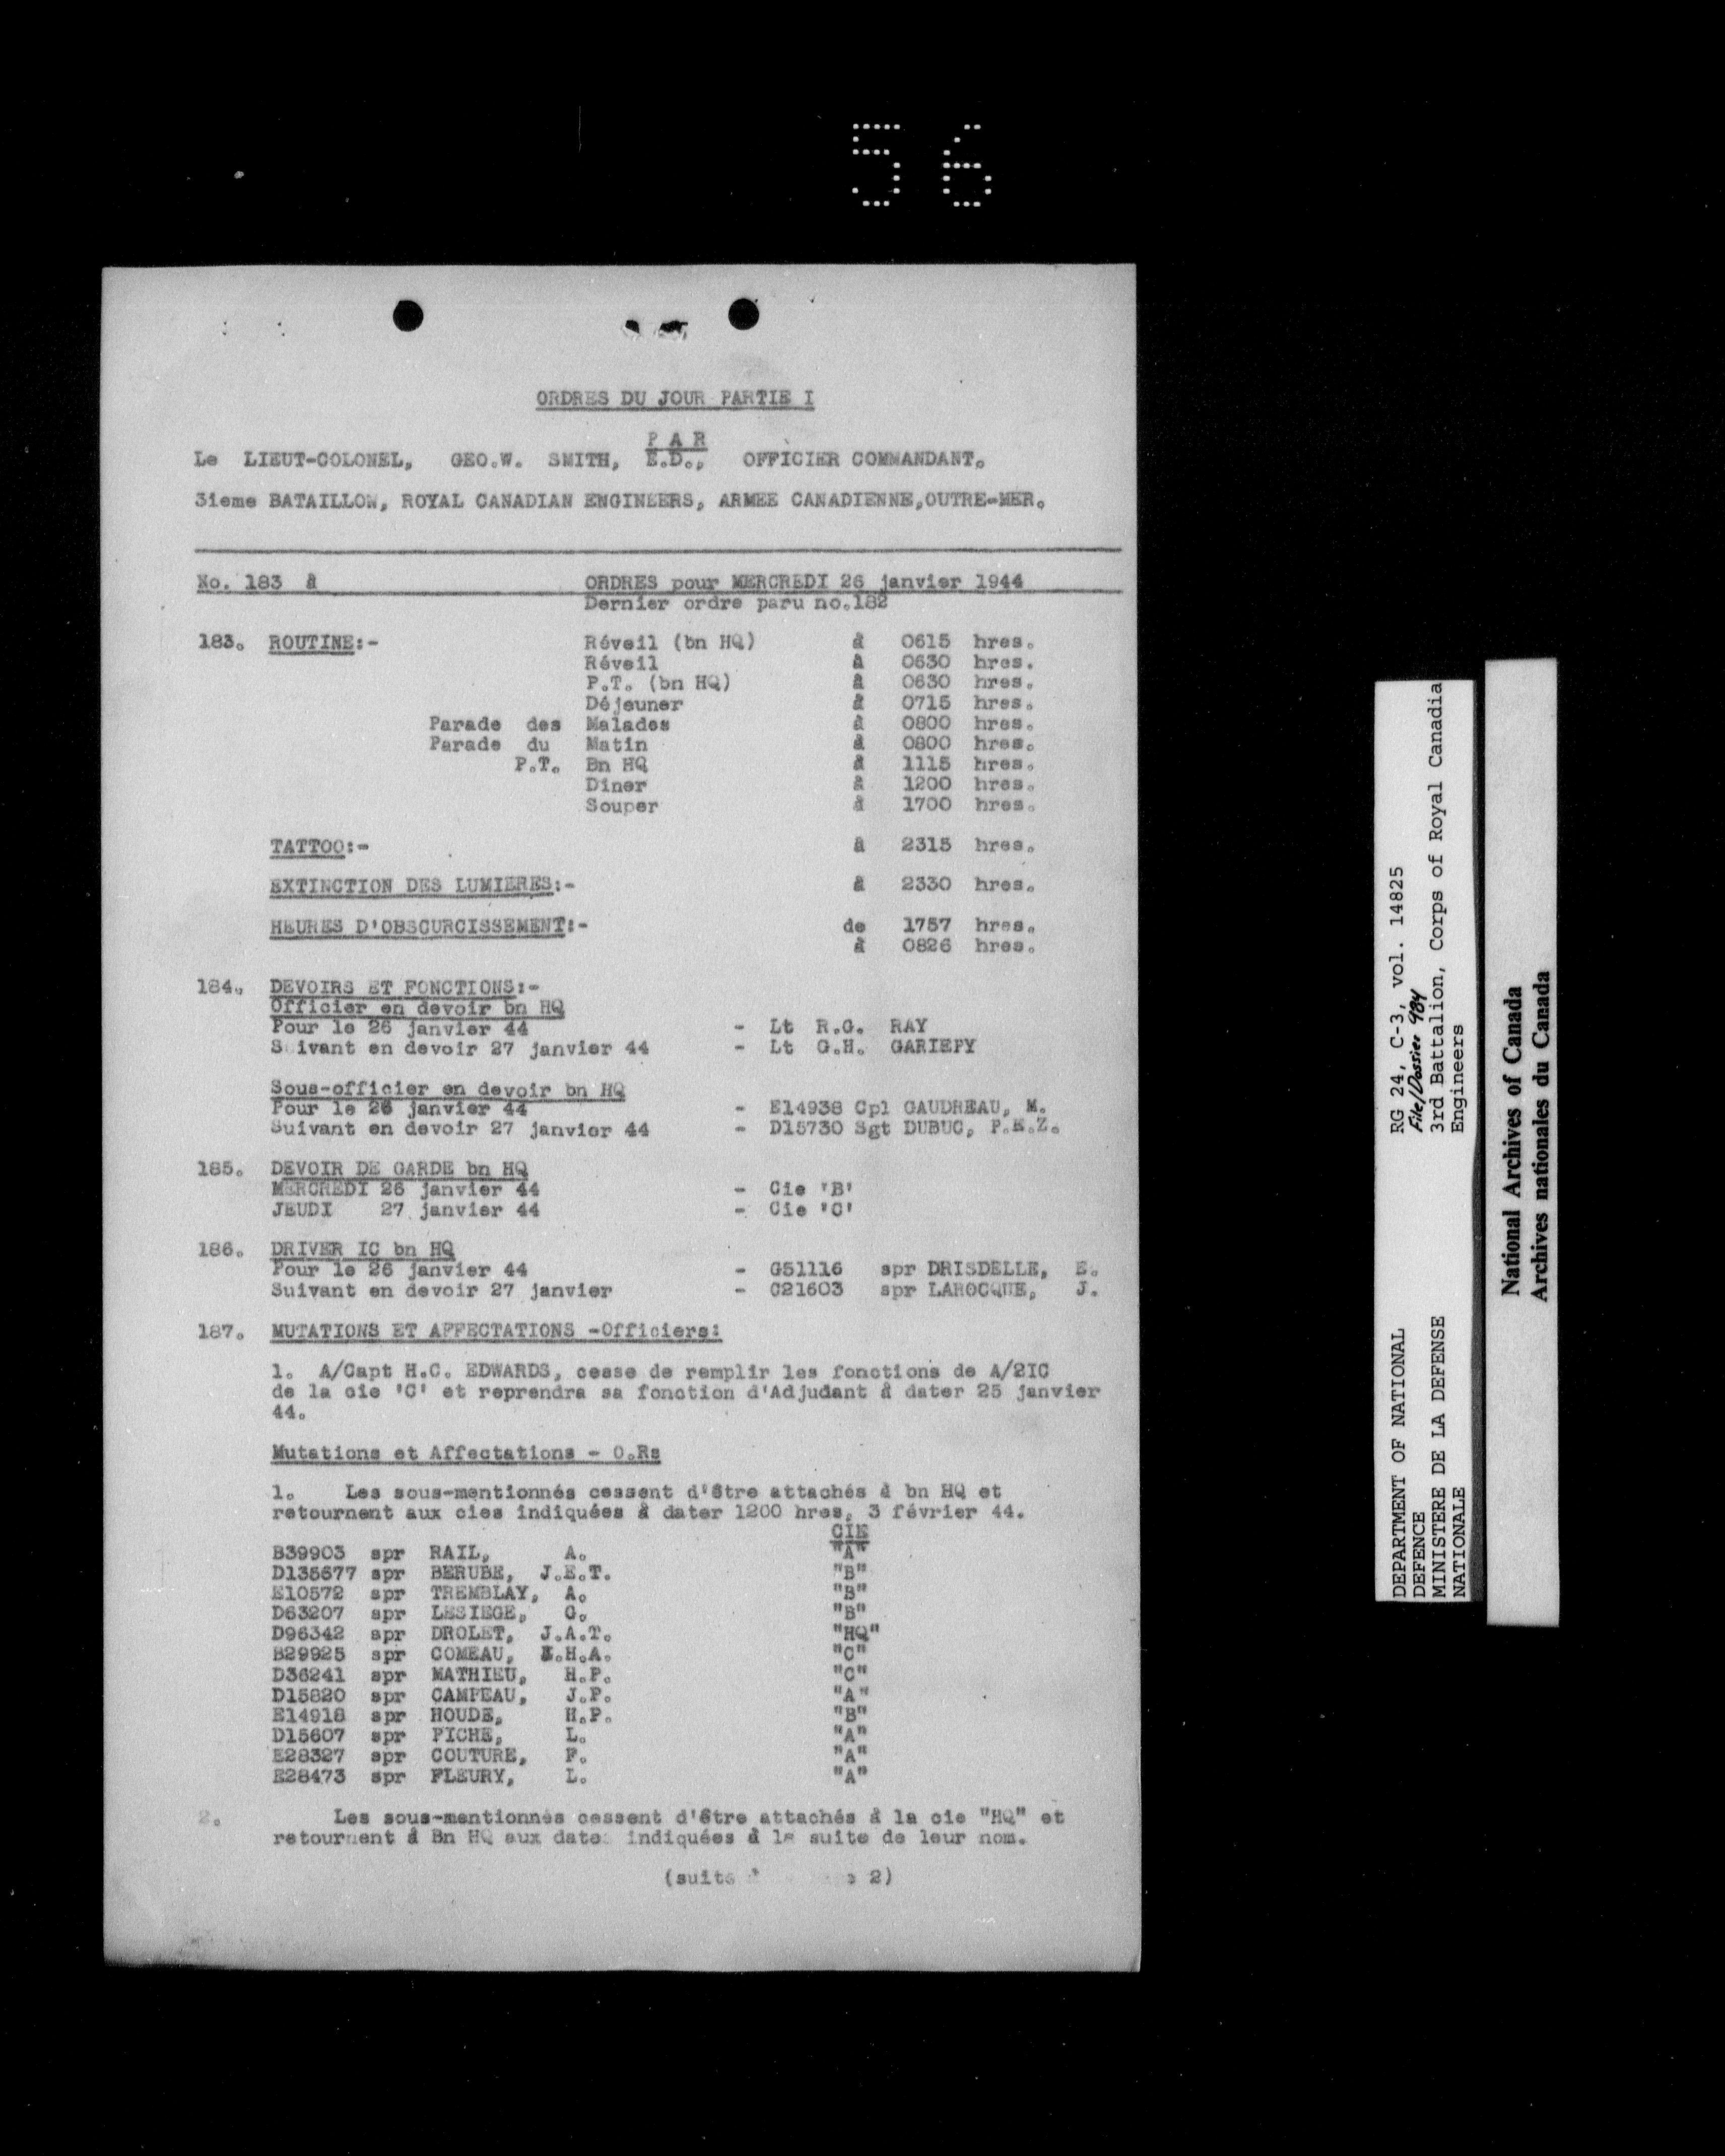 56
ORDRES DU JOUR PARTIE I
PAR
Le LIEUT-COLONEL, GEO.W. SMITH, E.D., OFFICIER COMMANDANT.
3ieme BATAILLON, ROYAL CANADIAN ENGINEERS, ARMEE CANADIENNE,OUTRE-MER.
No. 183 à ORDRES pour MERCREDI 26 janvier 1944
Dernier ordre paru no.182
183. ROUTINE:- Réveil (bn HQ) à 0615 hres.
Réveil à 0630 hres.
P.T. (bn HQ) à 0630 hres.
Déjeuner à 0715 hres.
Parade des Malades à 0800 hres.
Parade du Matin à 0800 hres.
P.T. Bn HQ à 1115 hres.
Diner à 1200 hres.
Souper à 1700 hres.
TATTOO:- à 2315 hres.
EXTINCTION DES LUMIERES:- à 2330 hres.
HEURES D'OBSCURCISSEMENT:- de 1757 hres.
à 0826 hres.
184. DEVOIRS ET FONCTIONS:-
Officier en devoir bn HQ
Pour le 26 janvier 44 - Lt R.G. RAY
S ivant en devoir 27 janvier 44 - Lt G.H. GARIEPY
Sous-officier en devoir bn HQ
Pour le 26 janvier 44 - E14938 Cpl GAUDREAU, M.
Suivant en devoir 27 janvier 44 - D15730 Sgt DUBUC, P.E.Z.
185. DEVOIR DE GARDE bn HQ
MERCREDI 26 janvier 44 - Cie 'B'
JEUDI 27 janvier 44 - Cie 'C'
186. DRIVER IC bn HQ
Pour le 26 janvier 44 - G51116 spr DRISDELLE, E.
Suivant en devoir 27 janvier - C21603 spr LAROCQUE, J.
187. MUTATIONS ET AFFECTATIONS -Officiers:
1. A/Capt H.C. EDWARDS, cesse de remplir les fonctions de A/2IC
de la cie 'C' et reprendra sa fonction d'Adjudant à dater 25 janvier
44.
Mutations et Affectations - O.Rs
1. Les sous-mentionnés cessent d'être attachés à bn HQ et
retournent aux cies indiquées à dater 1200 hres, 3 février 44.
CIE
B39903 spr RAIL, A. "A"
D135677 spr BERUBE, J.E.T. "B"
E10572 spr TREMBLAY, A. "B"
D63207 spr LESIEGE, G. "B"
D96342 spr DROLET, J.A.T. "HQ"
B29925 spr COMEAU, .H.A. "C"
D36241 spr MATHIEU, H.P. "C"
D15820 spr CAMPEAU, J.P. "A"
E14918 spr HOUDE, H.P. "B"
D15607 spr PICHE, L. "A"
E28327 spr COUTURE, F. "A"
E28473 spr FLEURY, L. "A"
2. Les sous-mentionnés cessent d'être attachés à la cie "HQ" et
retournent à Bn HQ aux date indiquées à la suite de leur nom.
(suite 2)
DEPARTMENT OF NATIONAL
DEFENCE
MINISTERE DE LA DEFENSE
NATIONALE
RG 24, C-3, vol. 14825
File/Dossier 984
3rd Battalion, Corps of Royal Canadia
Engineers
National Archives of Canada
Archives nationales du Canada